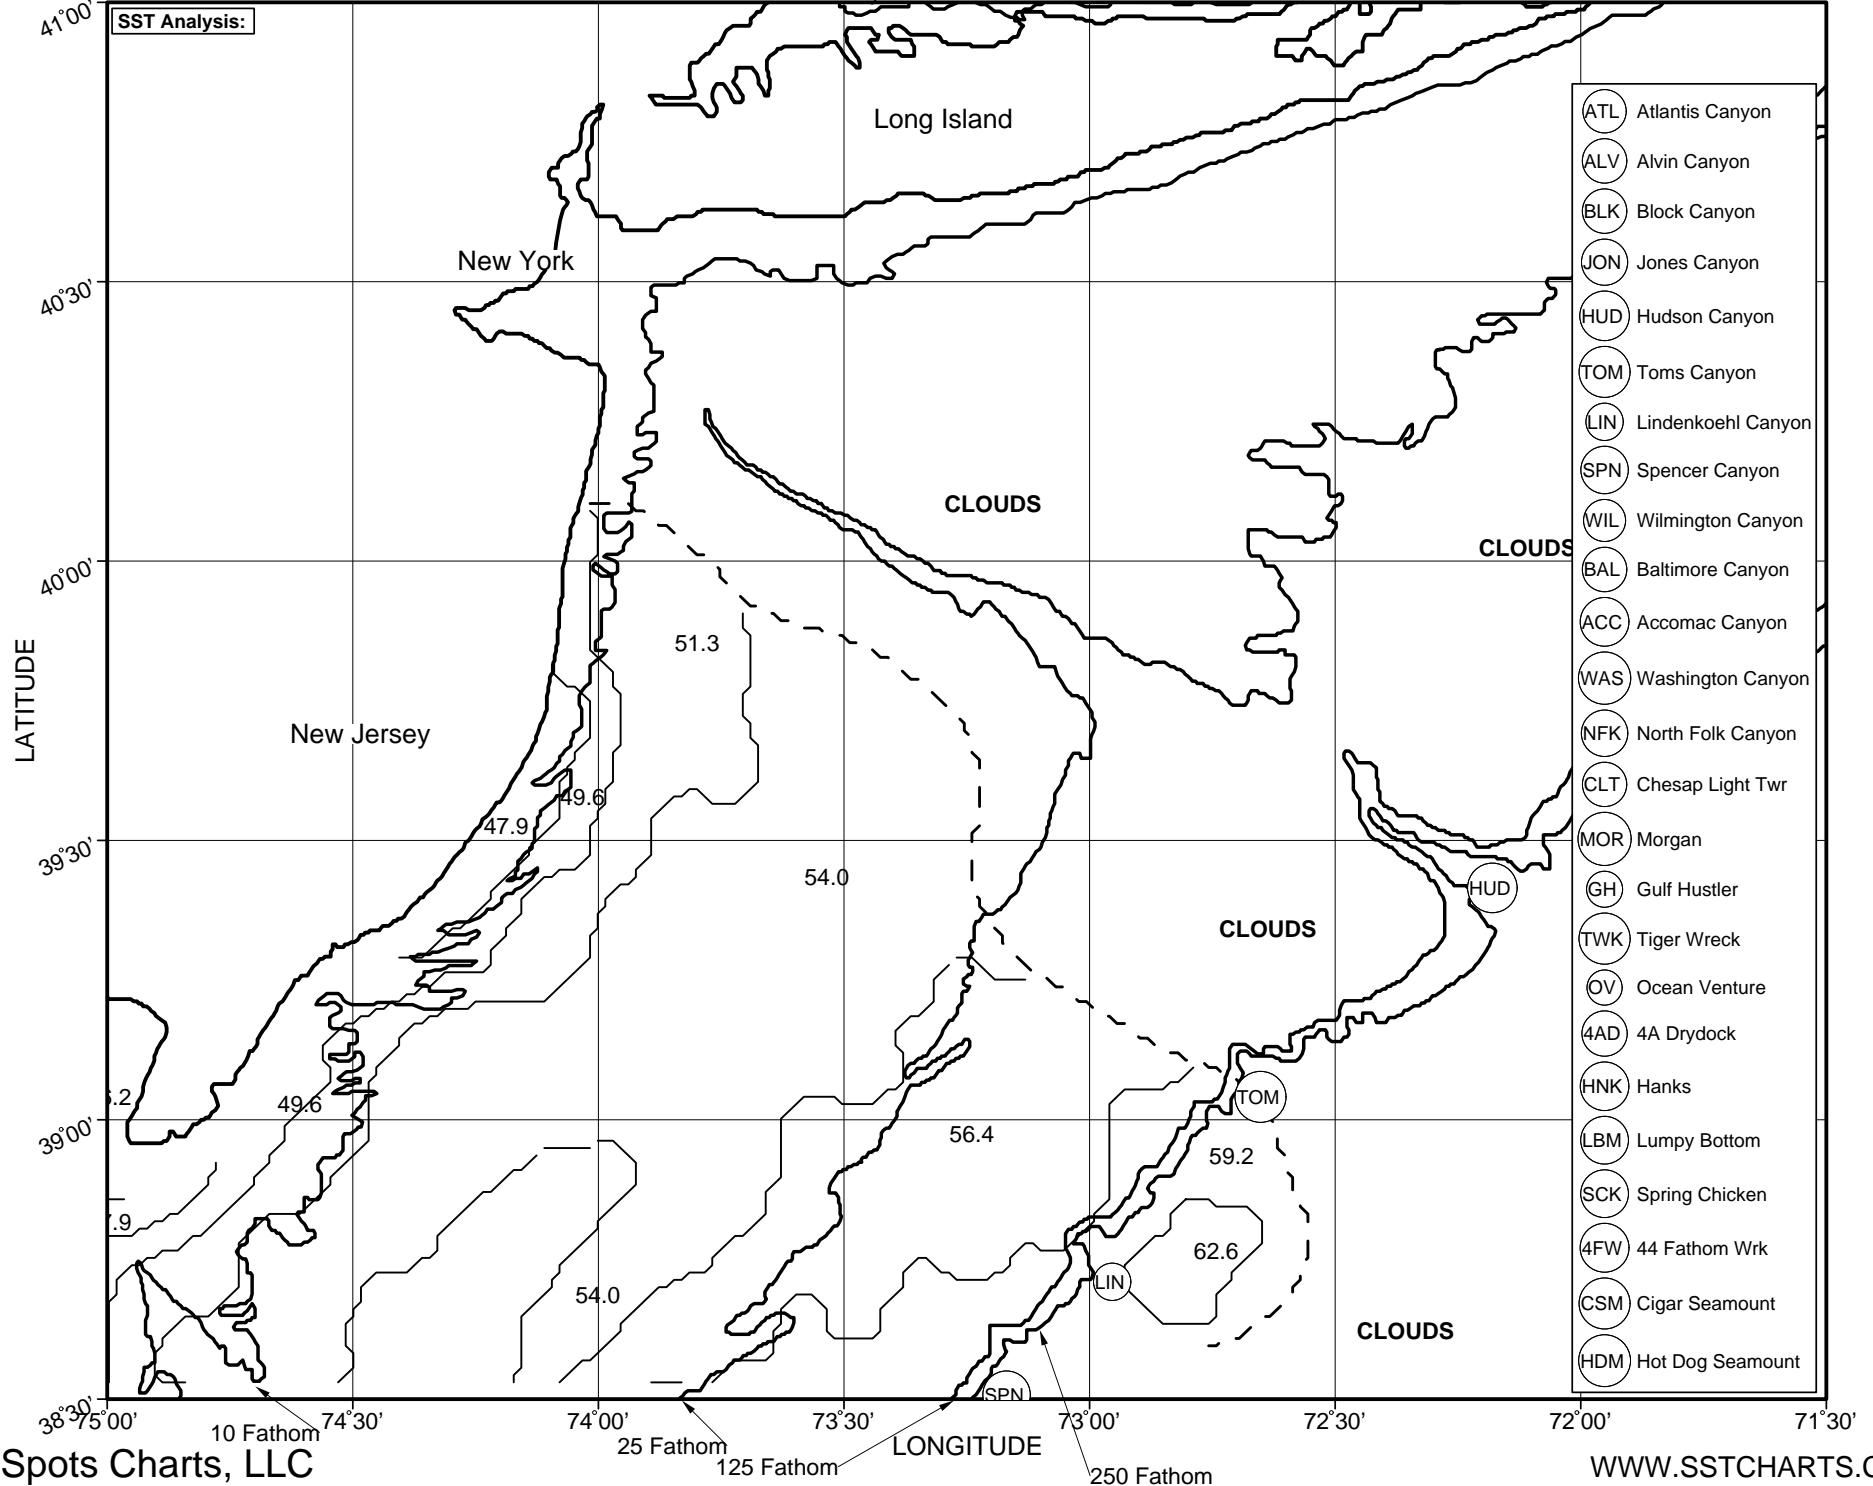 41°00'
SST Analysis:
Long Island
ATL Atlantis Canyon
ALV Alvin Canyon
BLK Block Canyon
New York
JON Jones Canyon
40°30'
HUD Hudson Canyon
TOM Toms Canyon
LIN Lindenkoehl Canyon
SPN Spencer Canyon
CLOUDS
WIL Wilmington Canyon
CLOUDS
40°00'
BAL Baltimore Canyon
ACC Accomac Canyon
51.3
LATITUDE
WAS Washington Canyon
New Jersey
NFK North Folk Canyon
CLT Chesap Light Twr
49.6
47.9
39°30'
MOR Morgan
54.0
HUD
GH Gulf Hustler
CLOUDS
TWK Tiger Wreck
OV Ocean Venture
4AD 4A Drydock
HNK Hanks
.2
49.6
TOM
39°00'
56.4
LBM Lumpy Bottom
59.2
SCK Spring Chicken
.9
62.6
4FW 44 Fathom Wrk
LIN
54.0
CSM Cigar Seamount
CLOUDS
HDM Hot Dog Seamount
SPN
38°30'
75°00' 74°30' 74°00' 73°30' 73°00' 72°30' 72°00' 71°30'
10 Fathom
25 Fathom
LONGITUDE
125 Fathom
250 Fathom
Spots Charts, LLC
WWW.SSTCHARTS.C